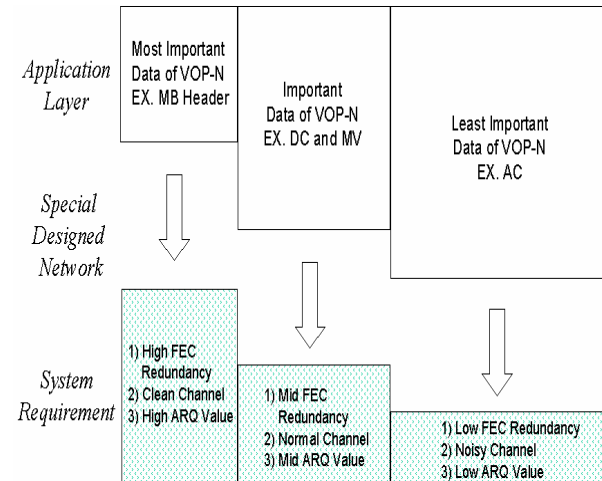 Application
Layer
Most Important
Data of VOP-N
EX. MB Header
Important
Data of VOP-N
EX. DC and MV
Least Important
Data of VOP-N
EX. AC
Special
Designed
Network
System
Requirement
1) High FEC
Redundancy
2) Clean Channel
3) High ARQ Value
1) Mid FEC
Redundancy
2) Normal Channel
3) Mid ARQ Value
1) Low FEC Redundancy
2) Noisy Channel
3) Low ARQ Value